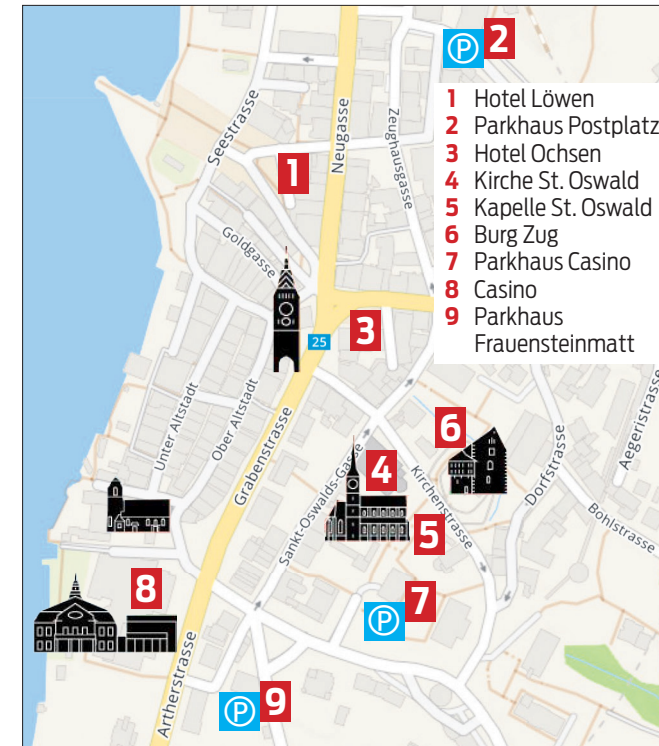 P 2
1 Hotel Löwen
2 Parkhaus Postplatz
3 Hotel Ochsen
4 Kirche St. Oswald
5 Kapelle St. Oswald
6 Burg Zug
7 Parkhaus Casino
8 Casino
9 Parkhaus
Frauensteinmatt
Seestrasse
Neugasse
Zeughausgasse
1
Goldgasse
3
25
Unter Altstadt
Ober Altstadt
Grabenstrasse
Sankt-Oswalds-Gasse
4
5
Kirchenstrasse
6
Dorfstrasse
Aegeristrasse
Bohlstrasse
8
P 7
Artherstrasse
P 9